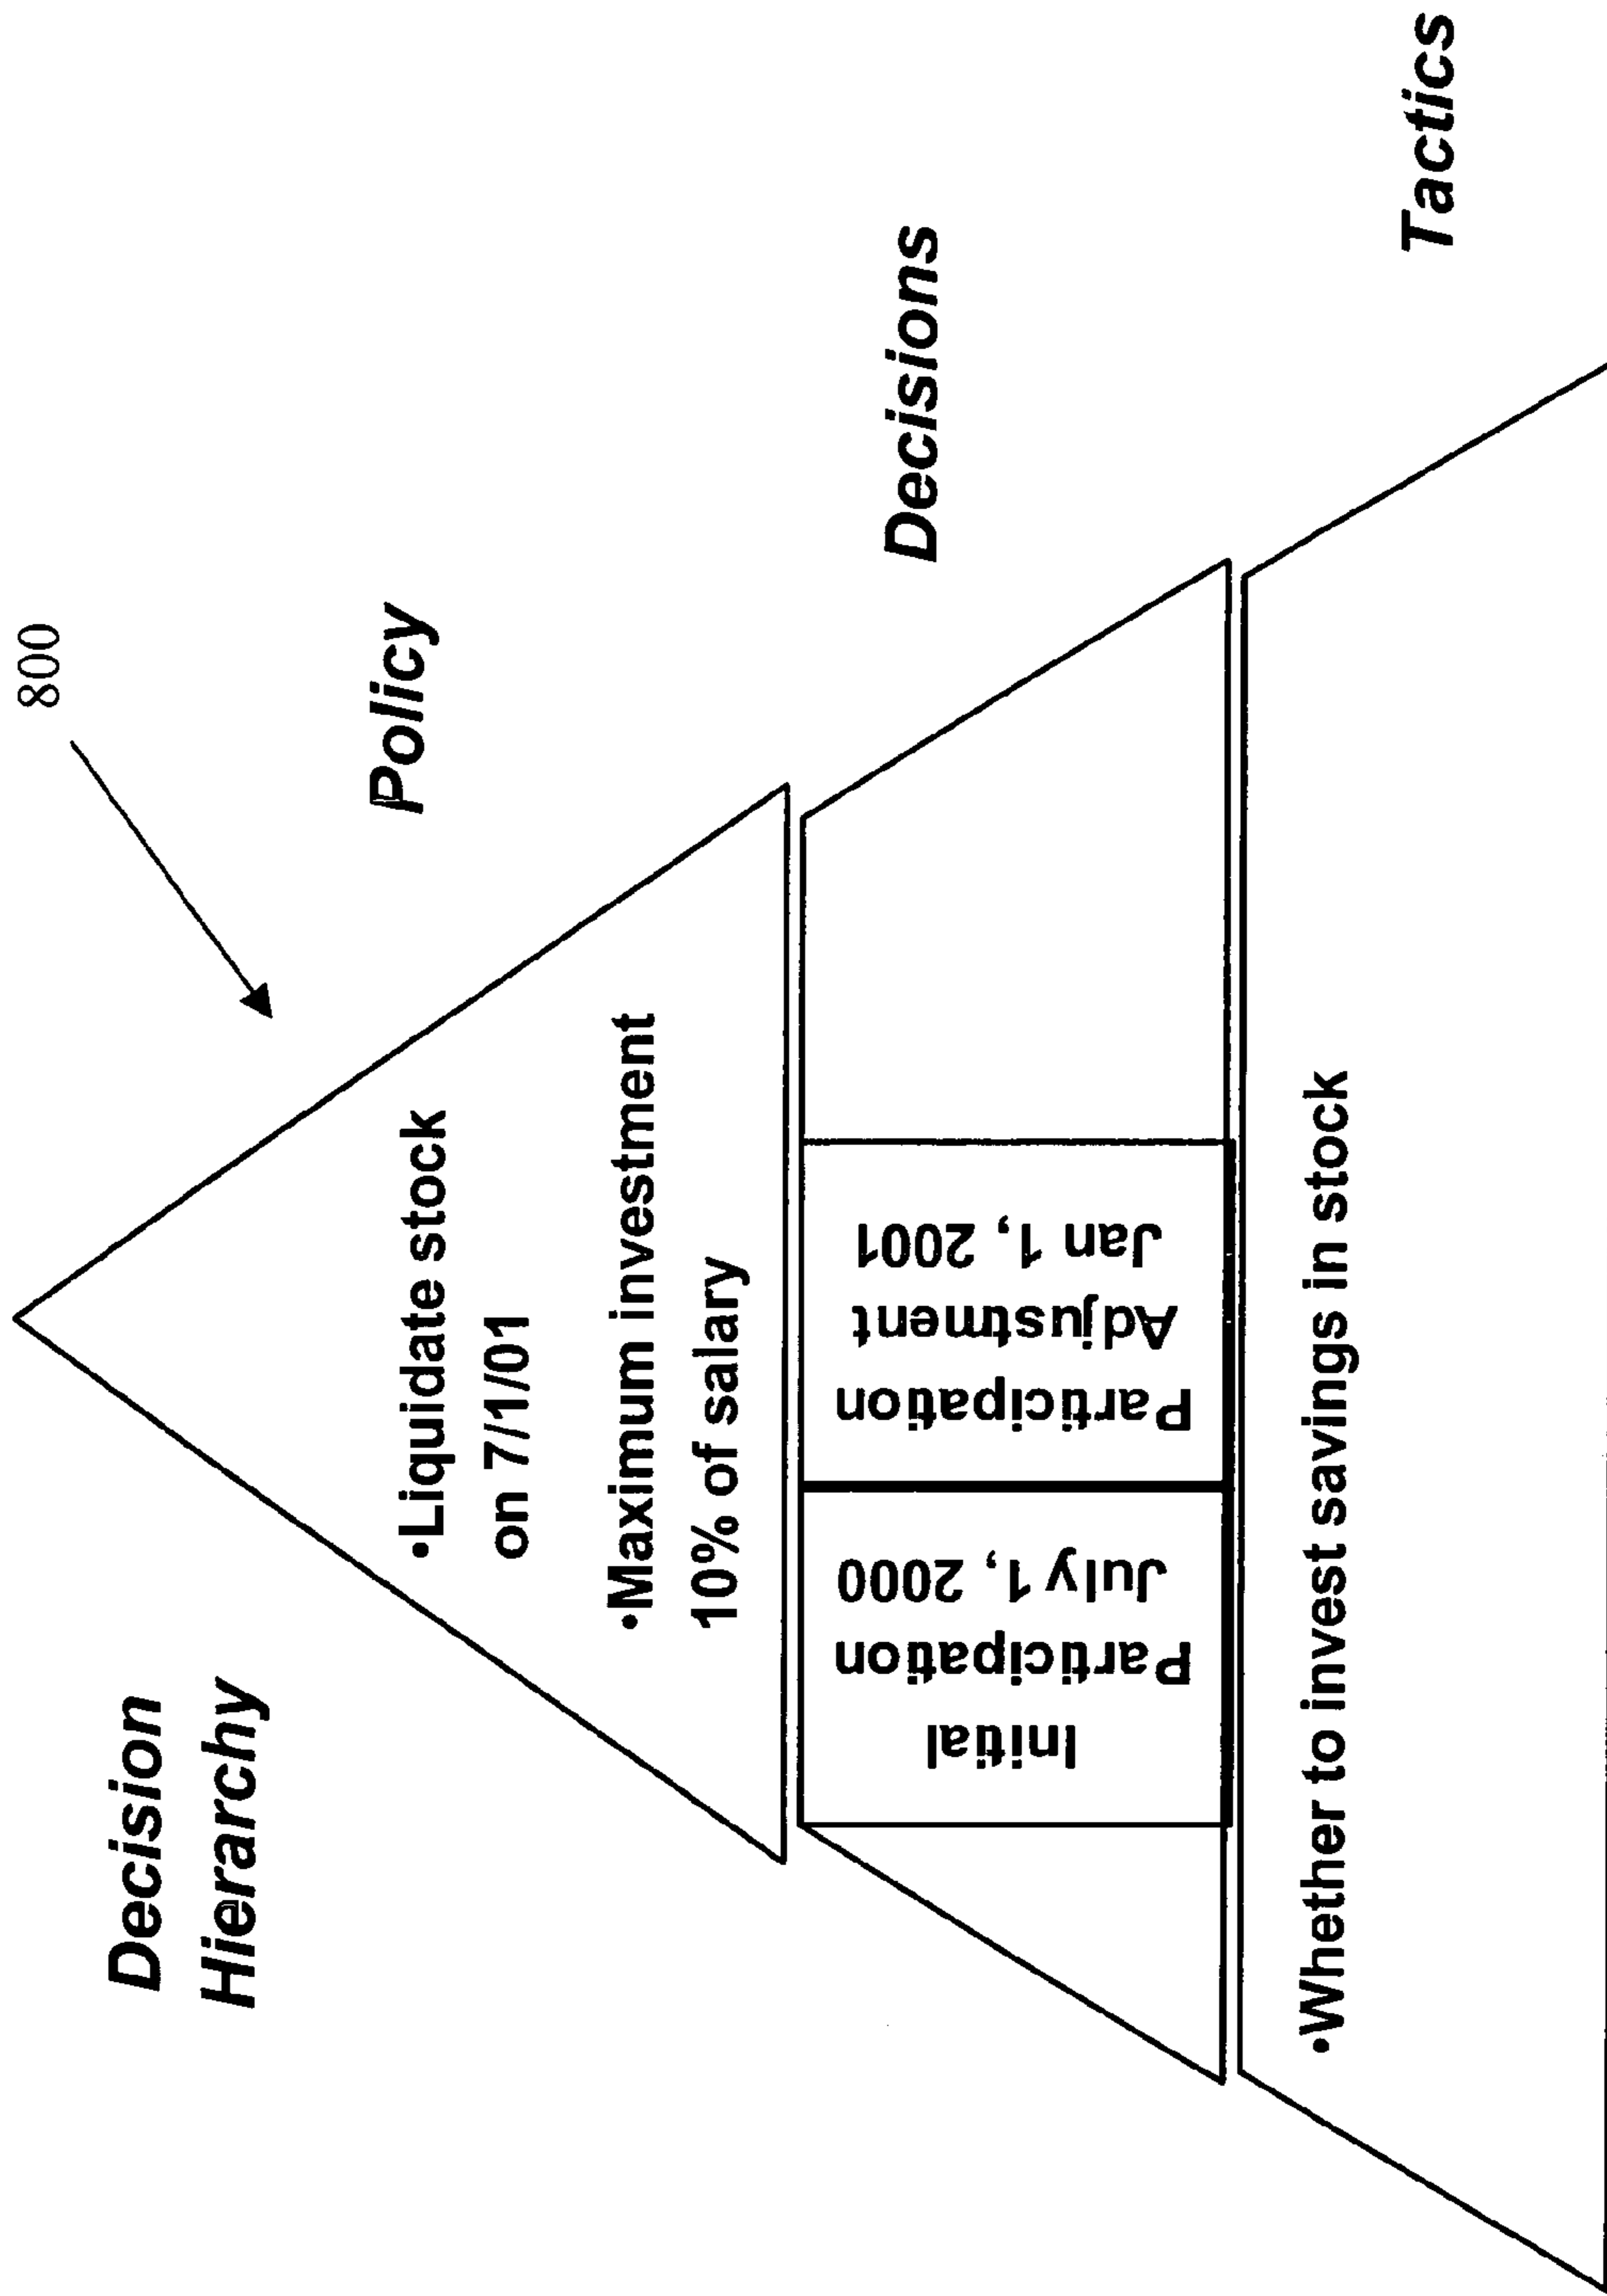 800
Decision
Hierarchy
Policy
•Liquidate stock
on 7/1/01
•Maximum investment
10% of salary
Decisions
Initial
Participation
July 1, 2000
Participation
Adjustment
Jan 1, 2001
Tactics
•Whether to invest savings in stock